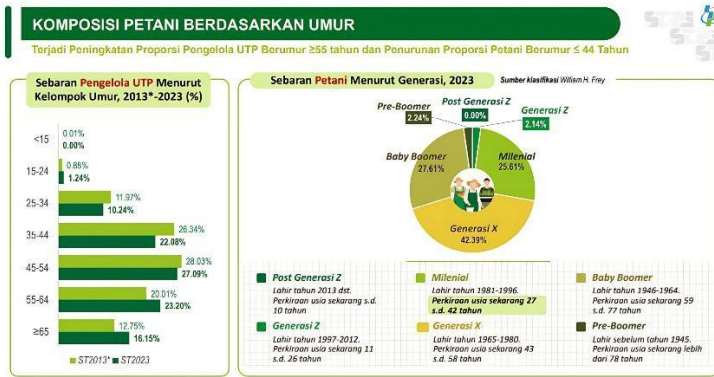 KOMPOSISI PETANI BERDASARKAN UMUR
Terjadi Peningkatan Proporsi Pengelola UTP Berumur ≥55 tahun dan Penurunan Proporsi Petani Berumur ≤ 44 Tahun
Sebaran Pengelola UTP Menurut
Kelompok Umur, 2013*-2023 (%)
<15
0.01%
0.00%
15-24
0.88%
1.24%
25-34
11.97%
10.24%
35-44
26.34%
22.08%
45-54
28.03%
27.09%
55-64
20.01%
23.20%
≥65
12.75%
16.15%
ST2013* ST2023
Sebaran Petani Menurut Generasi, 2023
Sumber klasifikasi William H. Frey
Pre-Boomer
2.24%
Post Generasi Z
0.00%
Generasi Z
2.14%
Baby Boomer
27.61%
Milenial
25.61%
Generasi X
42.39%
Post Generasi Z
Lahir tahun 2013 dst.
Perkiraan usia sekarang s.d.
10 tahun
Milenial
Lahir tahun 1981-1996.
Perkiraan usia sekarang 27
s.d. 42 tahun
Baby Boomer
Lahir tahun 1946-1964.
Perkiraan usia sekarang 59
s.d. 77 tahun
Generasi Z
Lahir tahun 1997-2012.
Perkiraan usia sekarang 11
s.d. 26 tahun
Generasi X
Lahir tahun 1965-1980.
Perkiraan usia sekarang 43
s.d. 58 tahun
Pre-Boomer
Lahir sebelum tahun 1945.
Perkiraan usia sekarang lebih
dari 78 tahun